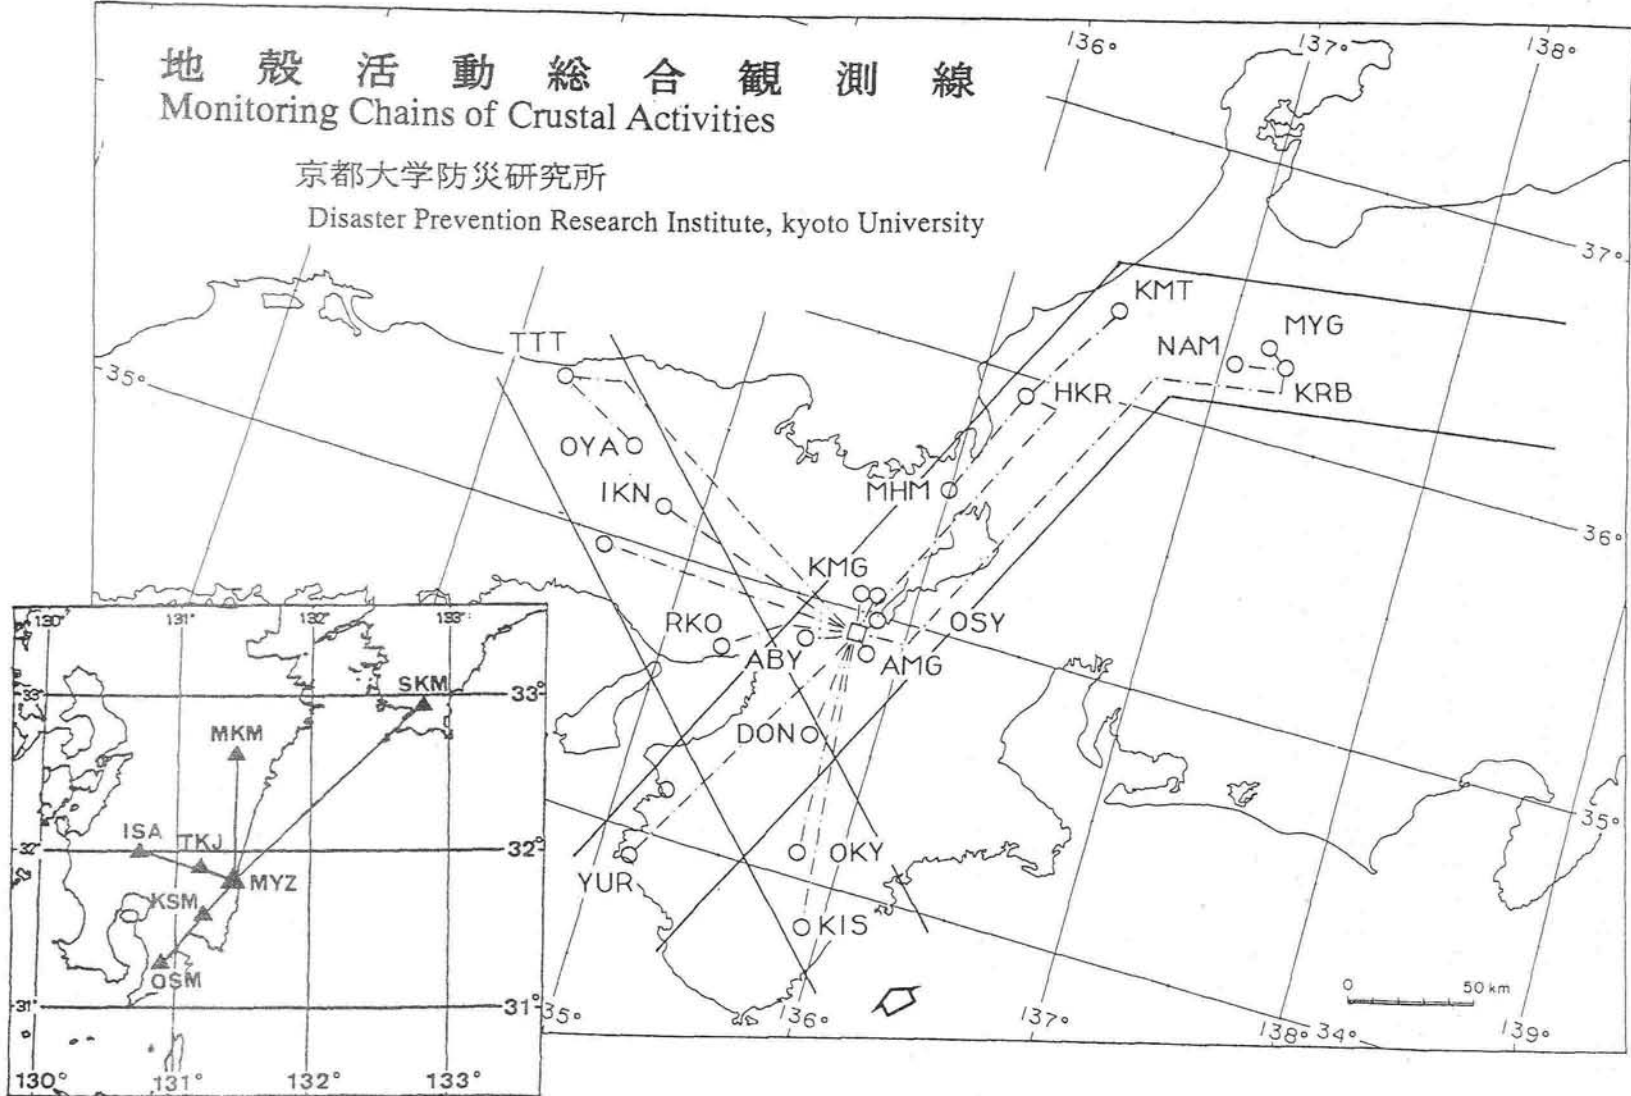 地殻活動総合観測線
Monitoring Chains of Crustal Activities
京都大学防災研究所
Disaster Prevention Research Institute, kyoto University
136°
137°
138°
37°
KMT
MYG
NAM
KRB
TTT
35°
HKR
OYA
IKN
MHM
36°
KMG
RKO
OSY
ABY
AMG
DON
35°
OKY
YUR
KIS
0 50 km
35°
136°
137°
138°
34°
139°
130°
131°
132°
133°
SKM
33°
33°
MKM
ISA
TKJ
32°
32°
MYZ
KSM
OSM
31°
31°
130°
131°
132°
133°